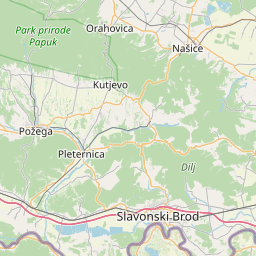 Orahovica
Park prirode
Papuk
Našice
Kutjevo
Požega
Pleternica
Dilj
Slavonski Brod